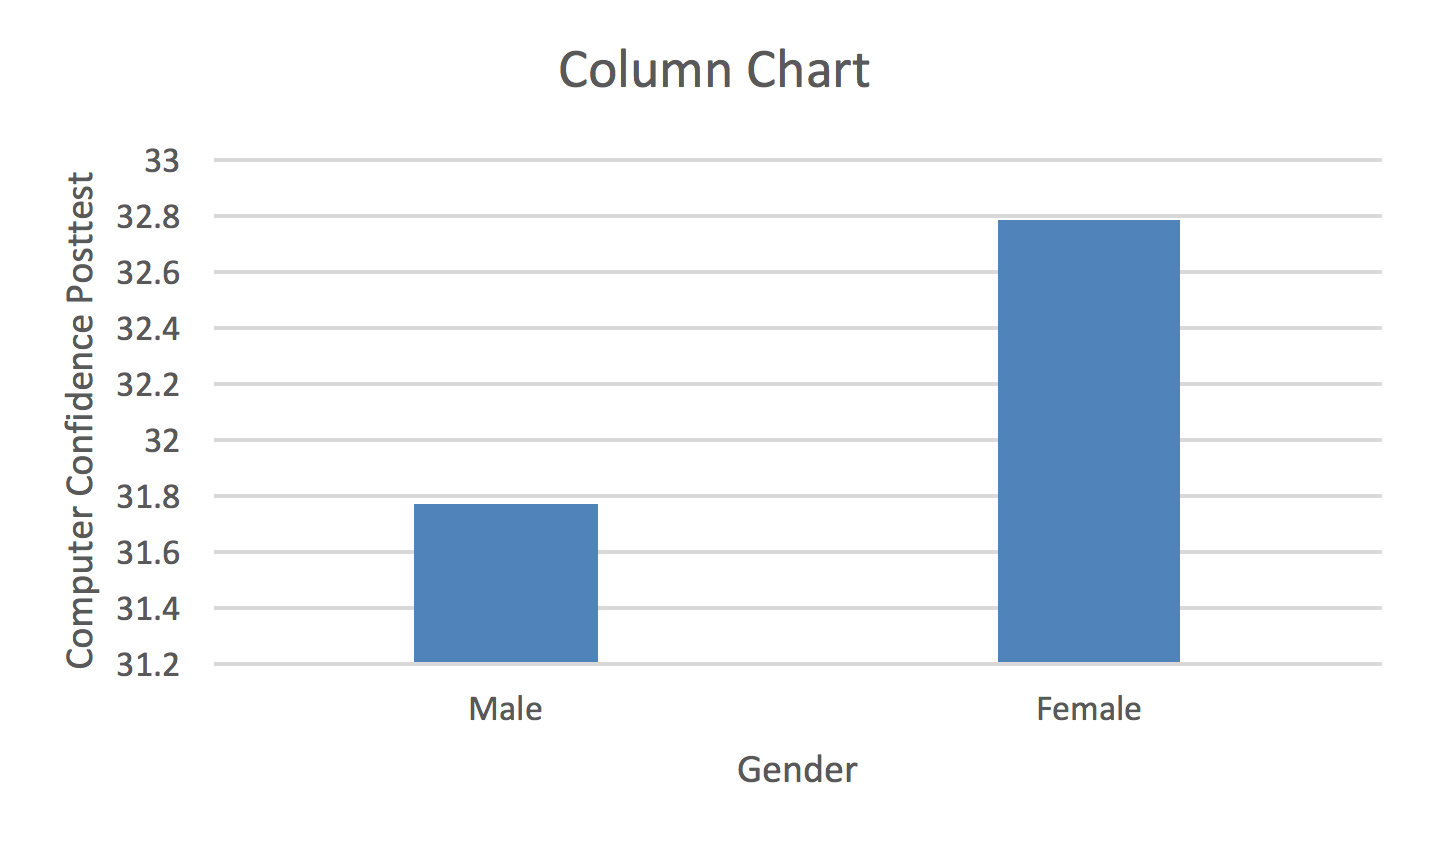 Column Chart
Computer Confidence Posttest
33
32.8
32.6
32.4
32.2
32
31.8
31.6
31.4
31.2
Male
Female
Gender